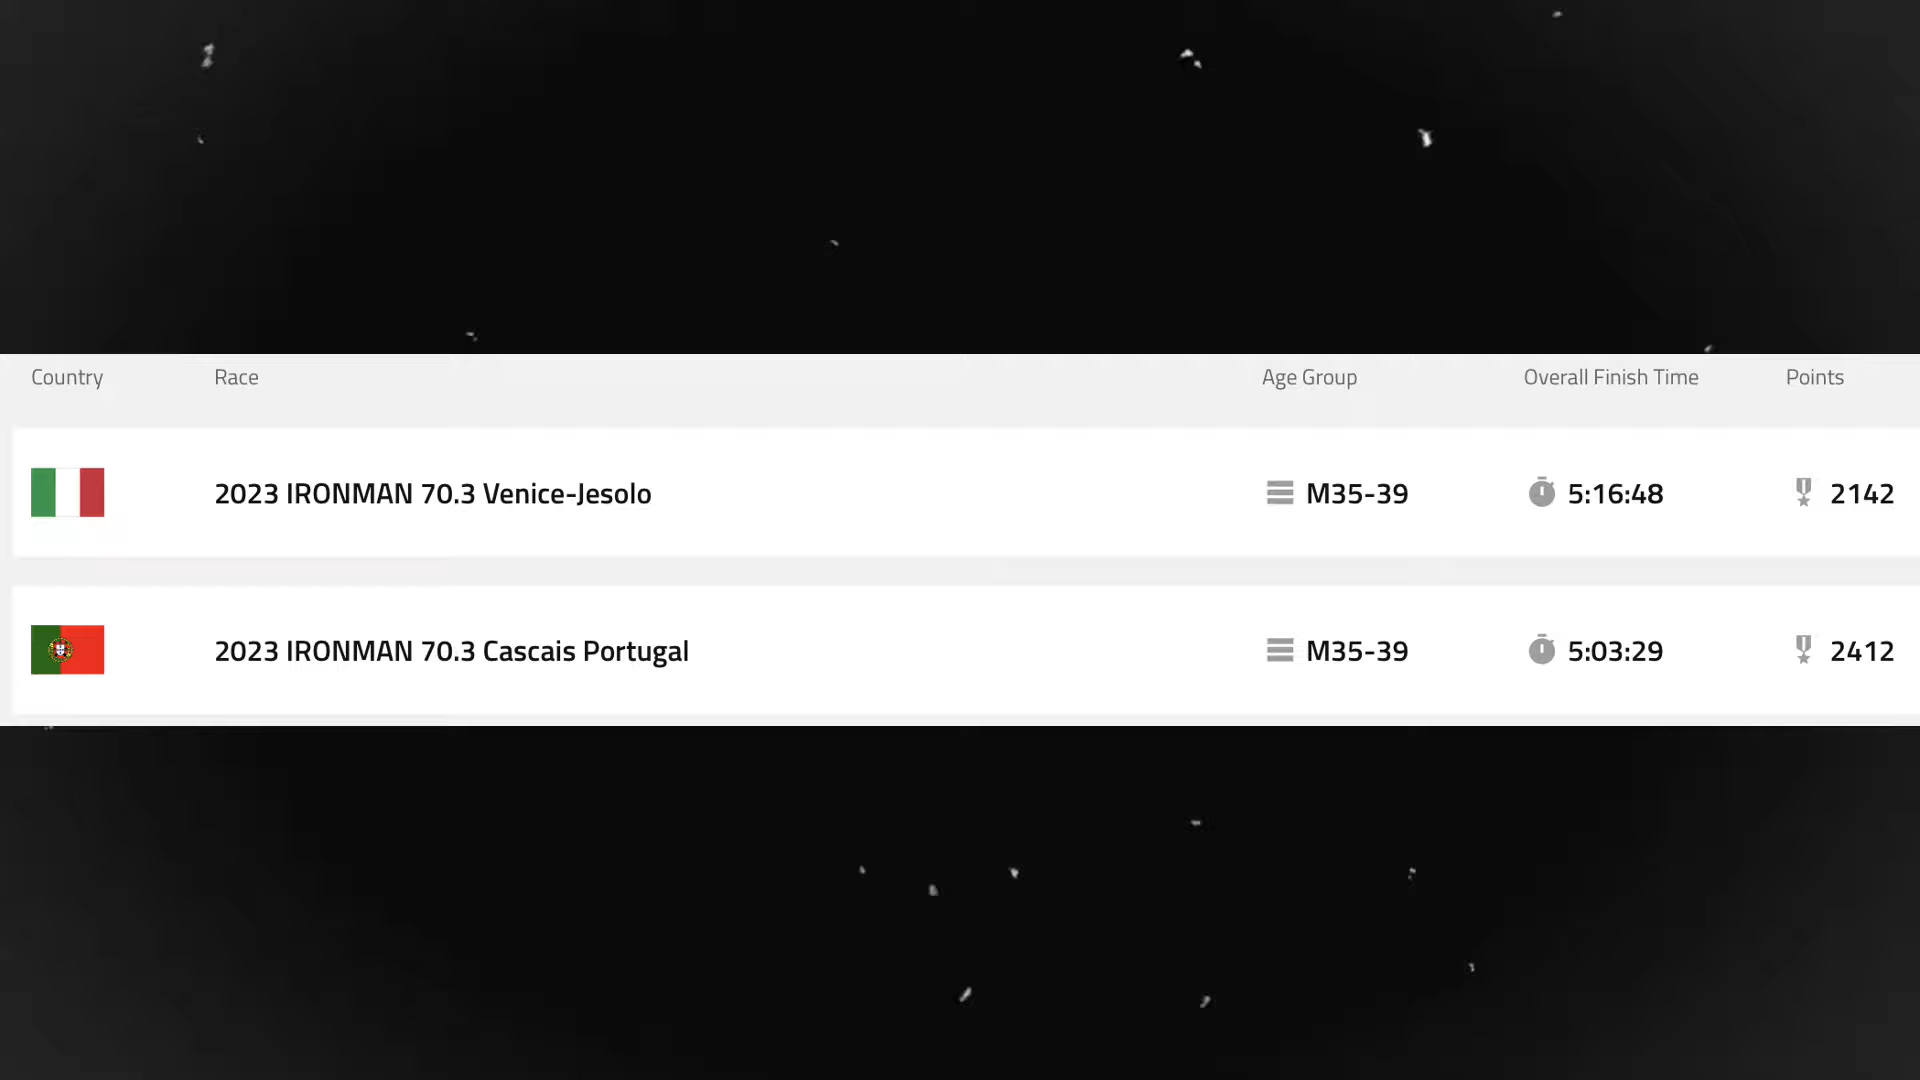 Country Race Age Group Overall Finish Time Points
2023 IRONMAN 70.3 Venice-Jesolo M35-39 5:16:48 2142
2023 IRONMAN 70.3 Cascais Portugal M35-39 5:03:29 2412